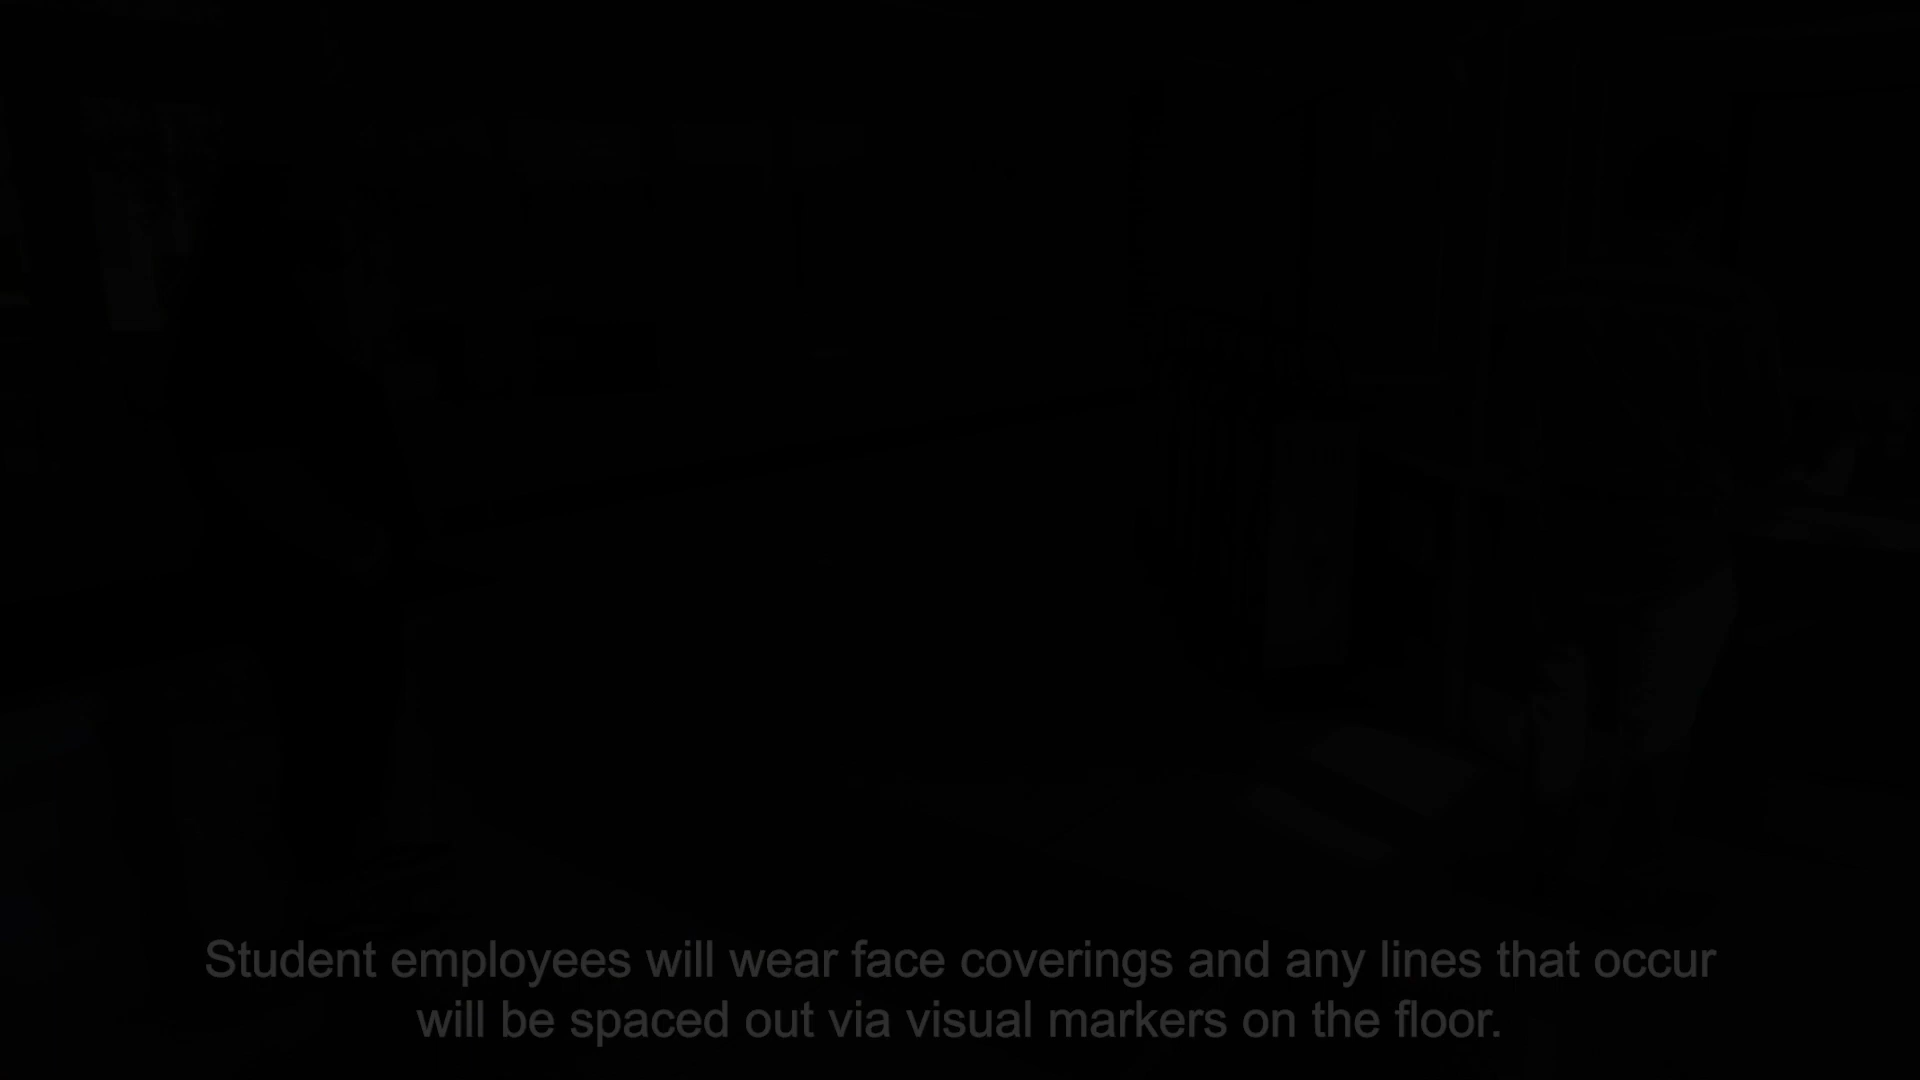 Student employees will wear face coverings and any lines that occur
will be spaced out via visual markers on the floor.